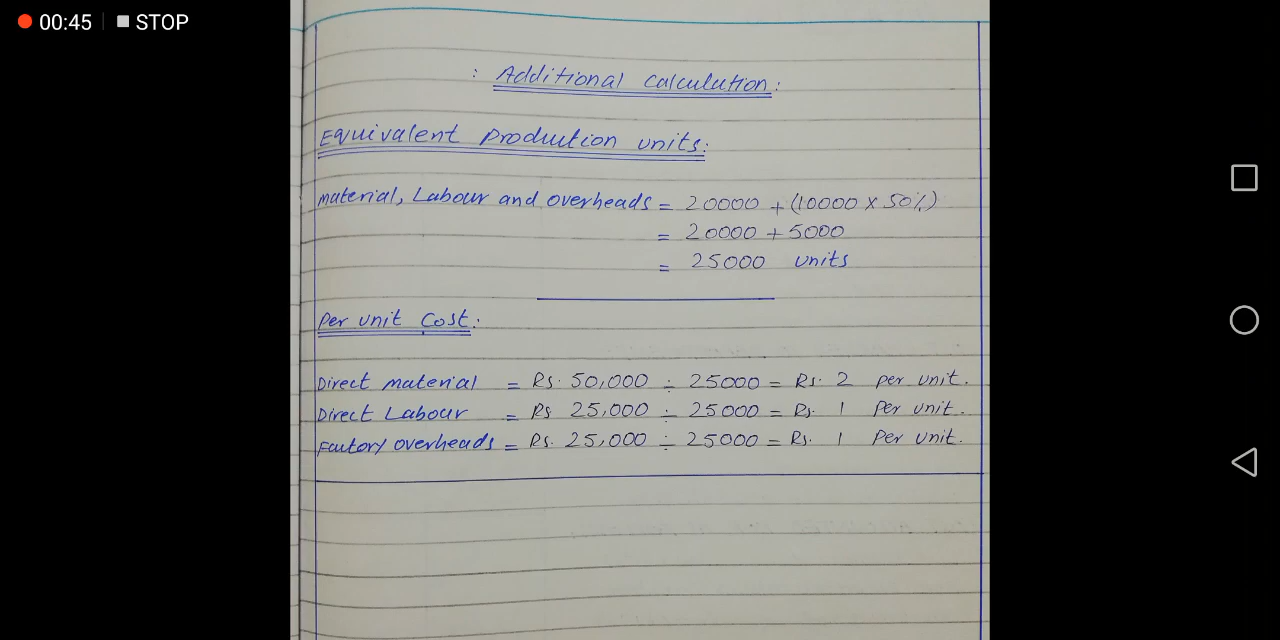 00:45 STOP
: Additional Calculation:
Equivalent Production units:
Material, Labour and overheads = 20000 + (10000 x 50%)
= 20000 + 5000
= 25000 units
Per unit Cost:
Direct material = Rs. 50,000 ÷ 25000 = Rs. 2 per unit.
Direct Labour = Rs 25,000 ÷ 25000 = Rs. 1 Per unit.
Factory overheads = Rs. 25,000 ÷ 25000 = Rs. 1 Per unit.